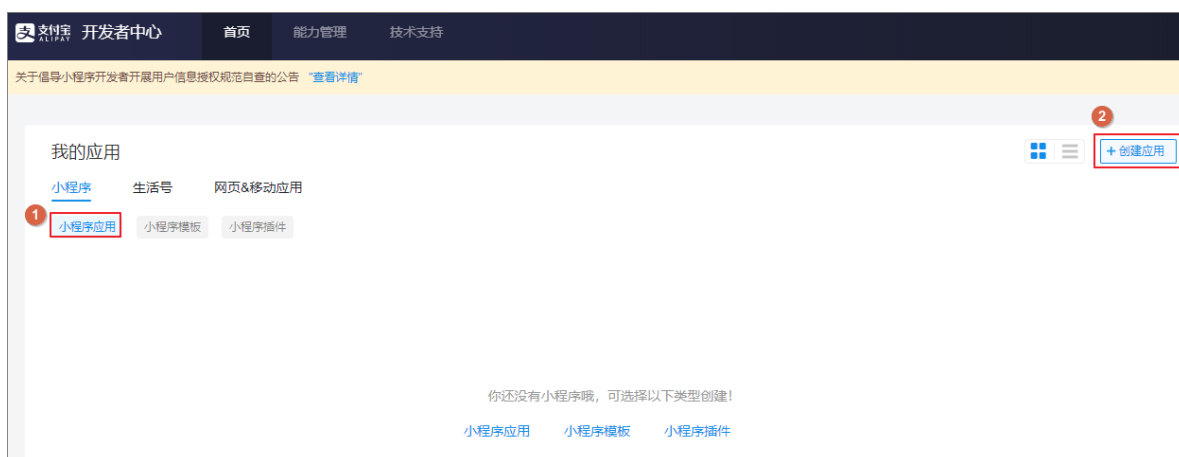 支付宝 ALIPAY 开发者中心 首页 能力管理 技术支持
关于倡导小程序开发者开展用户信息授权规范自查的公告 "查看详情"
2
我的应用 + 创建应用
小程序 生活号 网页&移动应用
1
小程序应用 小程序模板 小程序插件
你还没有小程序哦，可选择以下类型创建！
小程序应用 小程序模板 小程序插件